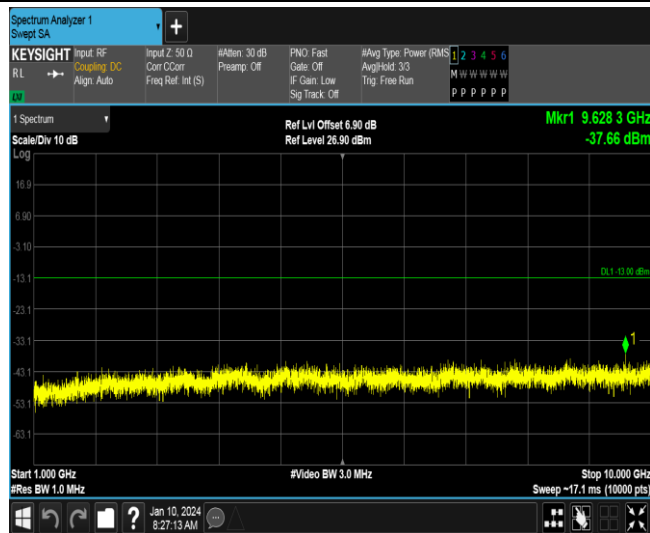 Spectrum Analyzer 1
Swept SA
+
KEYSIGHT
RL
Input: RF
Coupling: DC
Align: Auto
Input Z: 50 Ω
Corr CCorr
Freq Ref: Int (S)
#Atten: 30 dB
Preamp: Off
PNO: Fast
Gate: Off
IF Gain: Low
Sig Track: Off
#Avg Type: Power (RMS
Avg|Hold: 3/3
Trig: Free Run
1 2 3 4 5 6
M W W W W W
P P P P P P
1 Spectrum
Scale/Div 10 dB
Log
Ref Lvl Offset 6.90 dB
Ref Level 26.90 dBm
Mkr1 9.628 3 GHz
-37.66 dBm
16.9
6.90
-3.10
-13.1
DL1 -13.00 dBm
-23.1
-33.1
1
-43.1
-53.1
-63.1
Start 1.000 GHz
#Res BW 1.0 MHz
#Video BW 3.0 MHz
Stop 10.000 GHz
Sweep ~17.1 ms (10000 pts)
?
Jan 10, 2024
8:27:13 AM